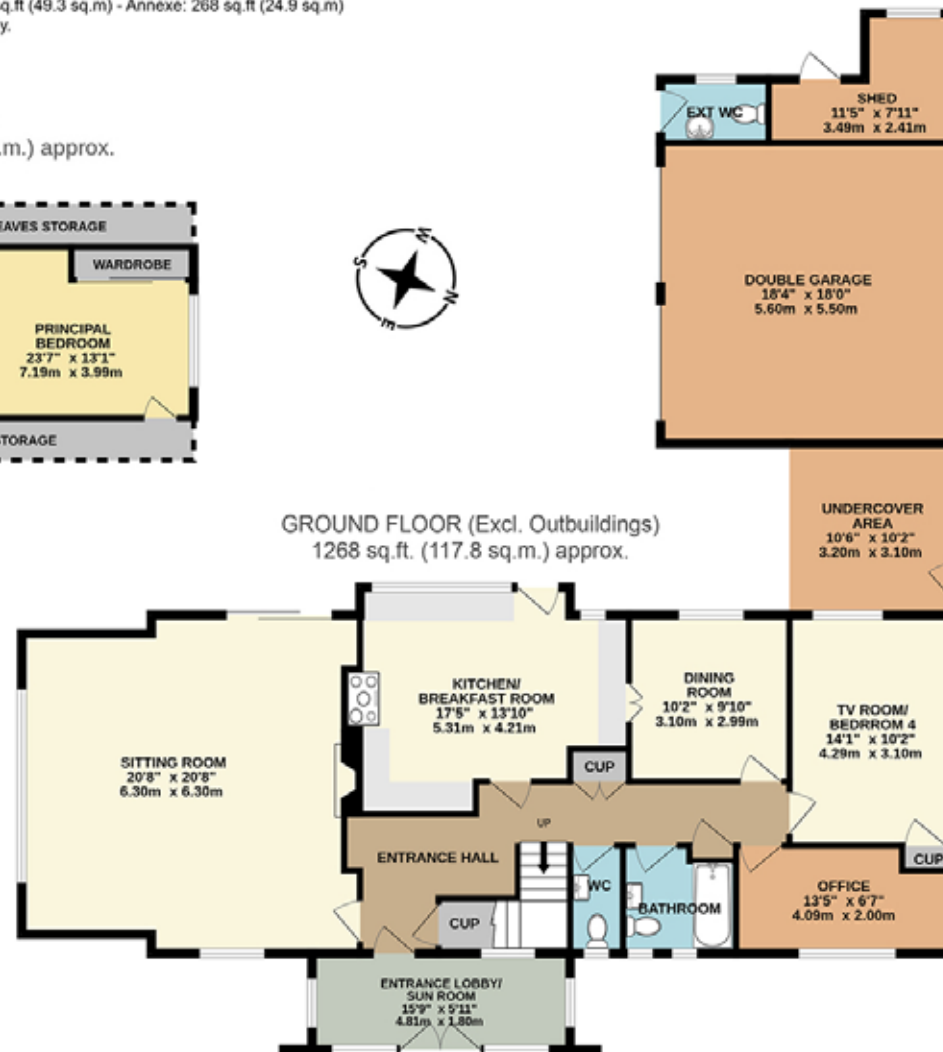 q.ft (49.3 sq.m) - Annexe: 268 sq.ft (24.9 sq.m)
y.
.m.) approx.
EAVES STORAGE
WARDROBE
PRINCIPAL
BEDROOM
23'7" x 13'1"
7.19m x 3.99m
STORAGE
W
S
N
E
EXT WC
SHED
11'5" x 7'11"
3.49m x 2.41m
DOUBLE GARAGE
18'4" x 18'0"
5.60m x 5.50m
UNDERCOVER
AREA
10'6" x 10'2"
3.20m x 3.10m
GROUND FLOOR (Excl. Outbuildings)
1268 sq.ft. (117.8 sq.m.) approx.
SITTING ROOM
20'8" x 20'8"
6.30m x 6.30m
KITCHEN/
BREAKFAST ROOM
17'5" x 13'10"
5.31m x 4.21m
DINING
ROOM
10'2" x 9'10"
3.10m x 2.99m
TV ROOM/
BEDRROM 4
14'1" x 10'2"
4.29m x 3.10m
CUP
UP
ENTRANCE HALL
CUP
WC
BATHROOM
OFFICE
13'5" x 6'7"
4.09m x 2.00m
CUP
ENTRANCE LOBBY/
SUN ROOM
15'9" x 5'11"
4.81m x 1.80m